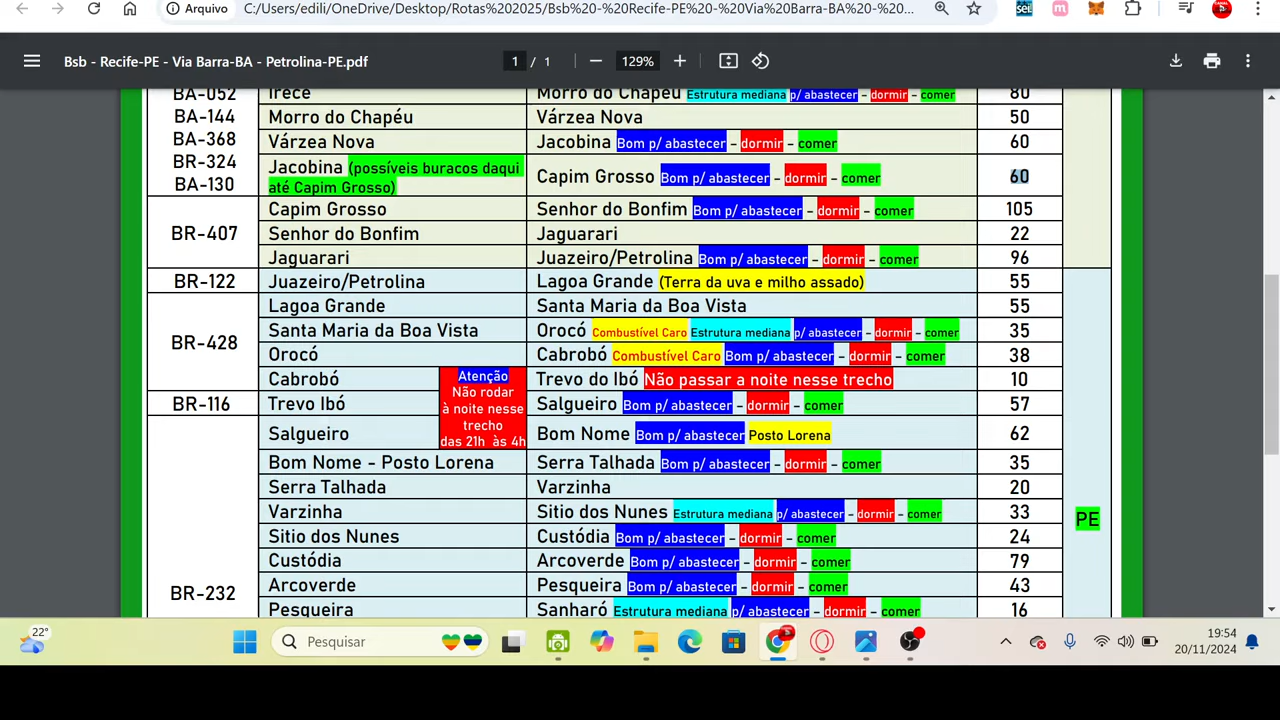 Arquivo C:/Users/edili/OneDrive/Desktop/Rotas%202025/Bsb%20-%20Recife-PE%20-%20Via%20Barra-BA%20-%20...
Bsb - Recife-PE - Via Barra-BA - Petrolina-PE.pdf 1 / 1 129%
BA-052 Irecê Morro do Chapéu Estrutura mediana p/ abastecer – dormir – comer 80
BA-144 Morro do Chapéu Várzea Nova 50
BA-368 Várzea Nova Jacobina Bom p/ abastecer – dormir – comer 60
BR-324 Jacobina (possíveis buracos daqui
BA-130 até Capim Grosso) Capim Grosso Bom p/ abastecer – dormir – comer 60
Capim Grosso Senhor do Bonfim Bom p/ abastecer – dormir – comer 105
BR-407 Senhor do Bonfim Jaguarari 22
Jaguarari Juazeiro/Petrolina Bom p/ abastecer – dormir – comer 96
BR-122 Juazeiro/Petrolina Lagoa Grande (Terra da uva e milho assado) 55
Lagoa Grande Santa Maria da Boa Vista 55
BR-428 Santa Maria da Boa Vista Orocó Combustível Caro Estrutura mediana p/ abastecer – dormir – comer 35
Orocó Cabrobó Combustível Caro Bom p/ abastecer – dormir – comer 38
Cabrobó Atenção Trevo do Ibó Não passar a noite nesse trecho 10
Não rodar
BR-116 Trevo Ibó à noite nesse Salgueiro Bom p/ abastecer – dormir – comer 57
trecho
Salgueiro das 21h às 4h Bom Nome Bom p/ abastecer Posto Lorena 62
Bom Nome - Posto Lorena Serra Talhada Bom p/ abastecer – dormir – comer 35
Serra Talhada Varzinha 20
Varzinha Sitio dos Nunes Estrutura mediana p/ abastecer – dormir – comer 33
PE
Sitio dos Nunes Custódia Bom p/ abastecer – dormir – comer 24
Custódia Arcoverde Bom p/ abastecer – dormir – comer 79
BR-232 Arcoverde Pesqueira Bom p/ abastecer – dormir – comer 43
Pesqueira Sanharó Estrutura mediana p/ abastecer – dormir – comer 16
22° Pesquisar 19:54
20/11/2024